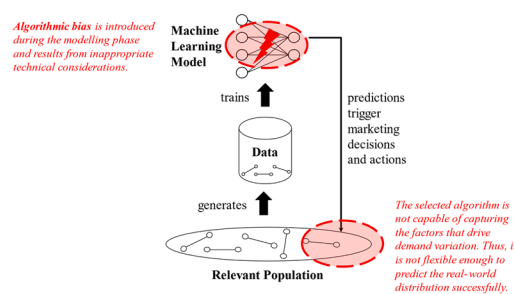 Algorithmic bias is introduced
during the modelling phase
and results from inappropriate
technical considerations.
Machine
Learning
Model
trains
predictions
trigger
marketing
decisions
and actions
Data
generates
The selected algorithm is
not capable of capturing
the factors that drive
demand variation. Thus, i
is not flexible enough to
predict the real-world
distribution successfully.
Relevant Population